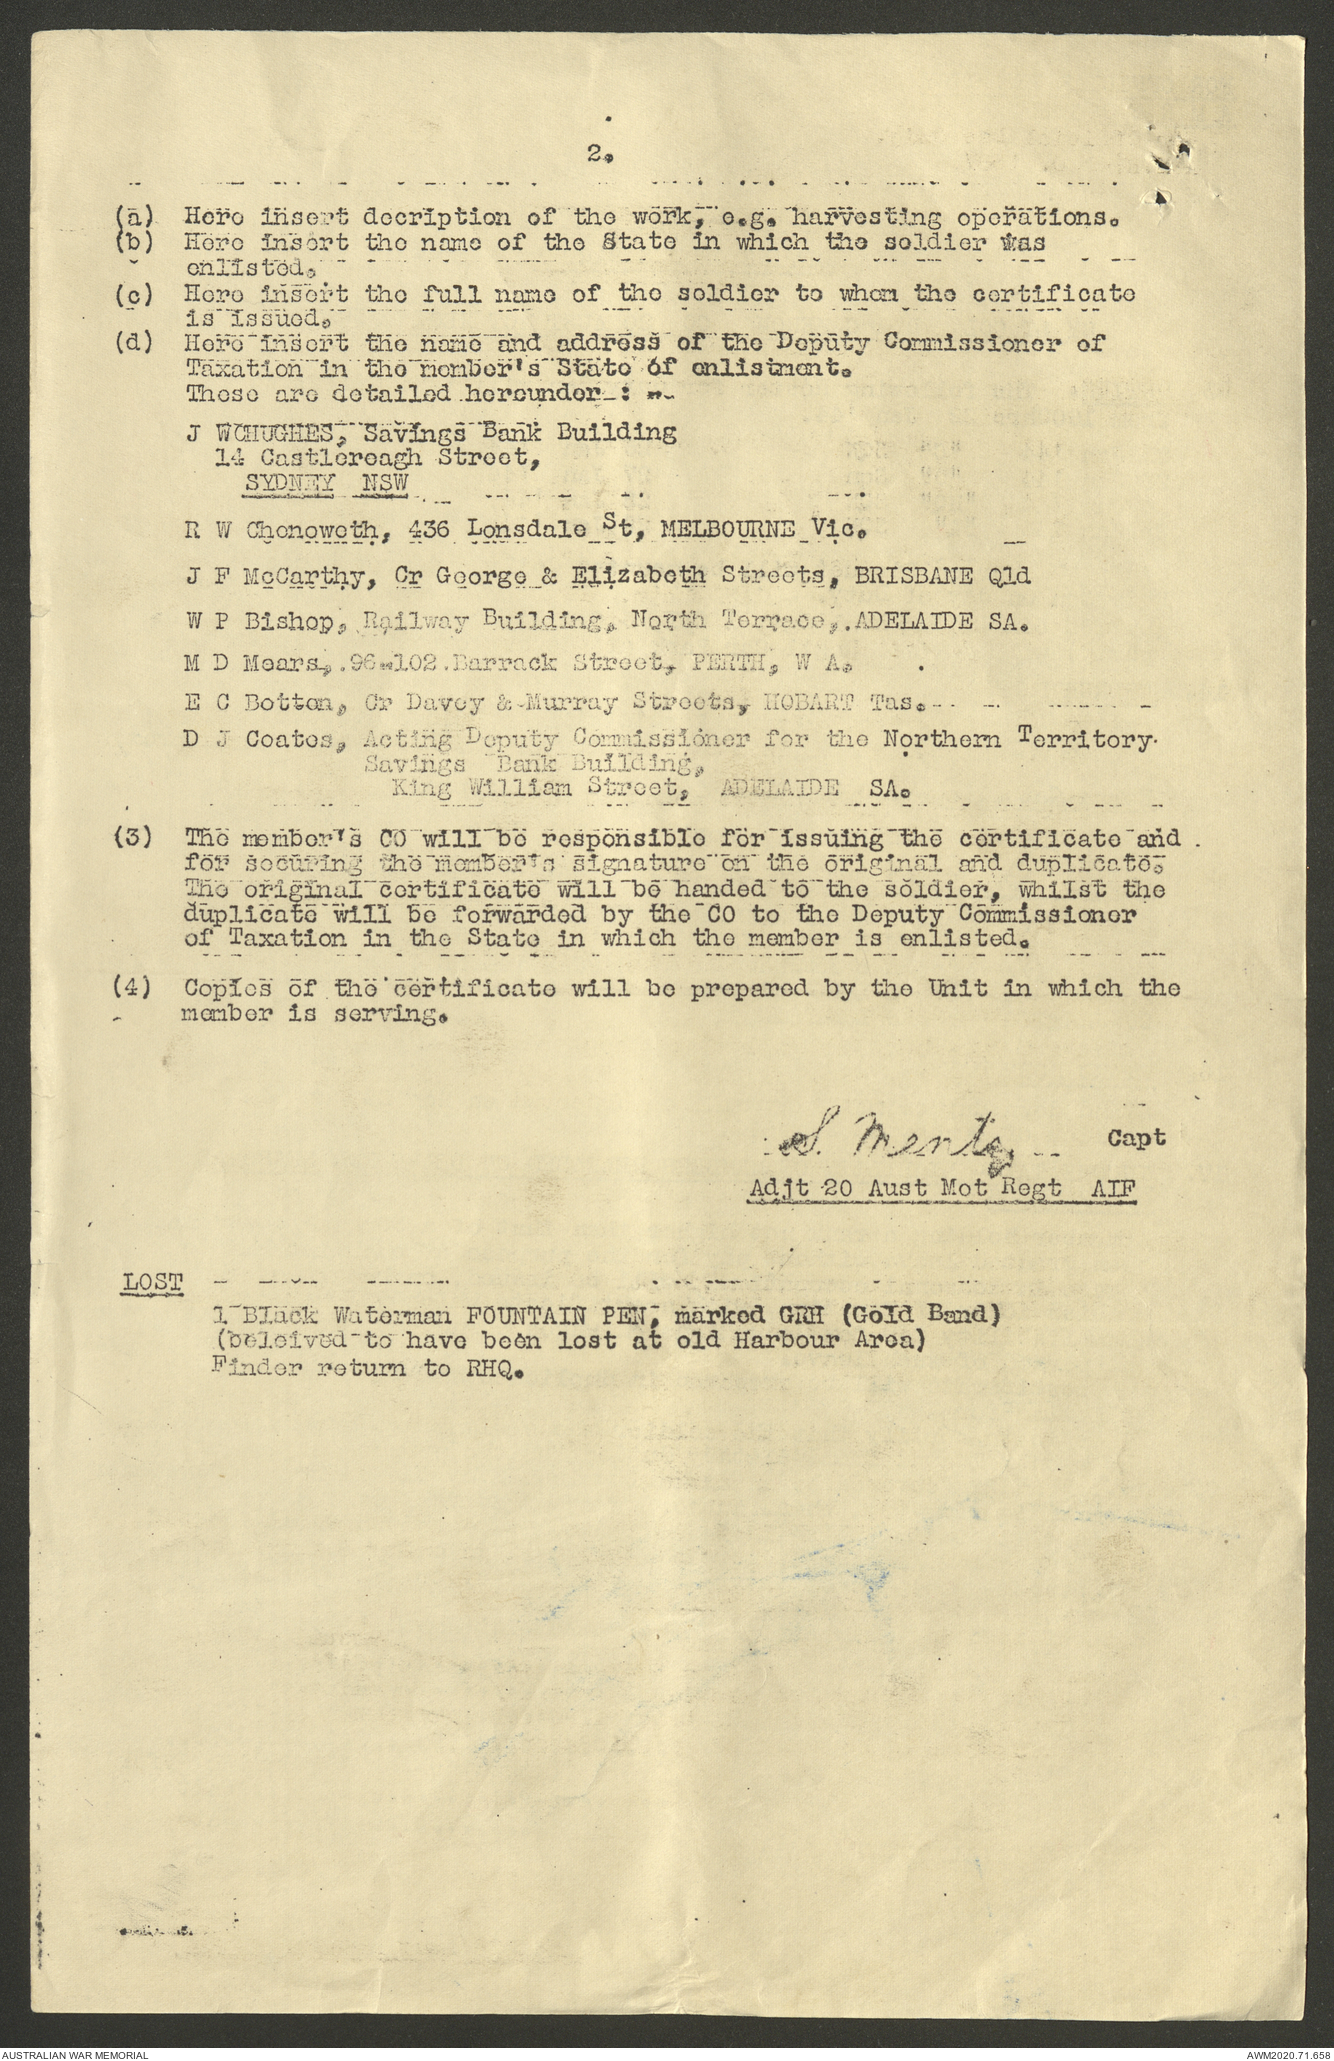 2.
(a) Here insert decription of the work, e.g. harvesting operations.
(b) Here insert the name of the State in which the soldier was
enlisted.
(c) Here insert the full name of the soldier to whom the certificate
is issued.
(d) Here insert the name and address of the Deputy Commissioner of
Taxation in the member's State of enlistment.
These are detailed hereunder :-
J WCHUGHES, Savings Bank Building
14 Castlereagh Street,
SYDNEY NSW
R W Chenoweth, 436 Lonsdale St, MELBOURNE Vic.
J F McCarthy, Cr George & Elizabeth Streets, BRISBANE Qld
W P Bishop, Railway Building, North Terrace, ADELAIDE SA.
M D Mears, 96-102 Barrack Street, PERTH, W A.
E C Botton, Cr Davey & Murray Streets, HOBART Tas.
D J Coates, Acting Deputy Commissioner for the Northern Territory
Savings Bank Building,
King William Street, ADELAIDE SA.
(3) The member's CO will be responsible for issuing the certificate and
for securing the member's signature on the original and duplicate.
The original certificate will be handed to the soldier, whilst the
duplicate will be forwarded by the CO to the Deputy Commissioner
of Taxation in the State in which the member is enlisted.
(4) Copies of the certificate will be prepared by the Unit in which the
member is serving.
S. Mentz Capt
Adjt 20 Aust Mot Regt AIF
LOST
1 Black Waterman FOUNTAIN PEN, marked GRH (Gold Band)
(beleived to have been lost at old Harbour Area)
Finder return to RHQ.
AUSTRALIAN WAR MEMORIAL
AWM2020.71.658